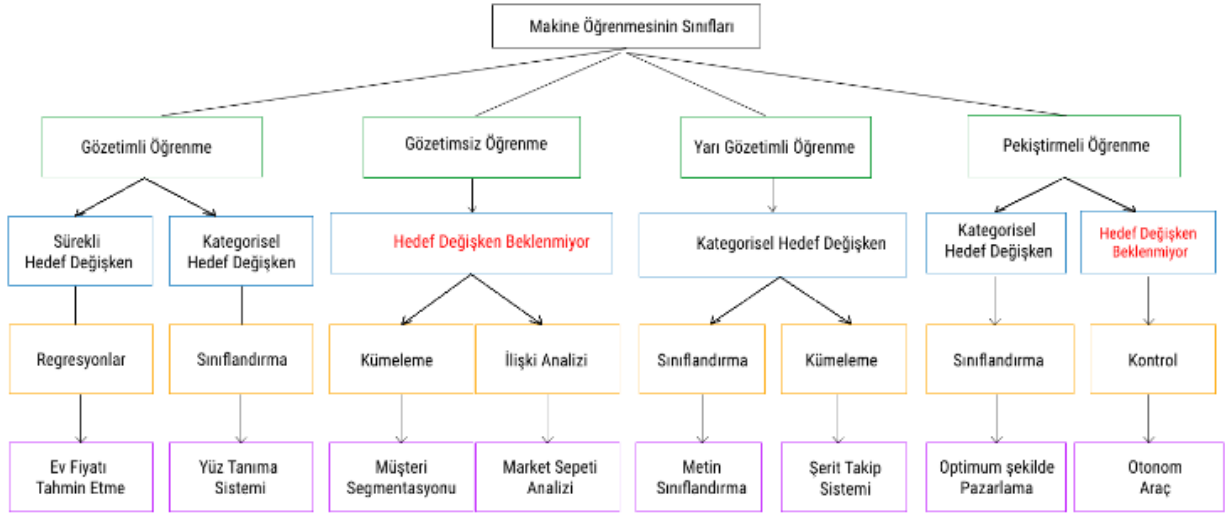 Makine Öğrenmesinin Sınıfları
Gözetimli Öğrenme
Gözetimsiz Öğrenme
Yarı Gözetimli Öğrenme
Pekiştirmeli Öğrenme
Sürekli
Hedef Değişken
Kategorisel
Hedef Değişken
Hedef Değişken Beklenmiyor
Kategorisel Hedef Değişken
Kategorisel
Hedef Değişken
Hedef Değişken
Beklenmiyor
Regresyonlar
Sınıflandırma
Kümeleme
İlişki Analizi
Sınıflandırma
Kümeleme
Sınıflandırma
Kontrol
Ev Fiyatı
Tahmin Etme
Yüz Tanıma
Sistemi
Müşteri
Segmentasyonu
Market Sepeti
Analizi
Metin
Sınıflandırma
Şerit Takip
Sistemi
Optimum şekilde
Pazarlama
Otonom
Araç